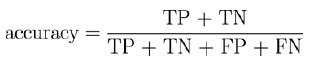 accuracy = TP + TN / TP + TN + FP + FN